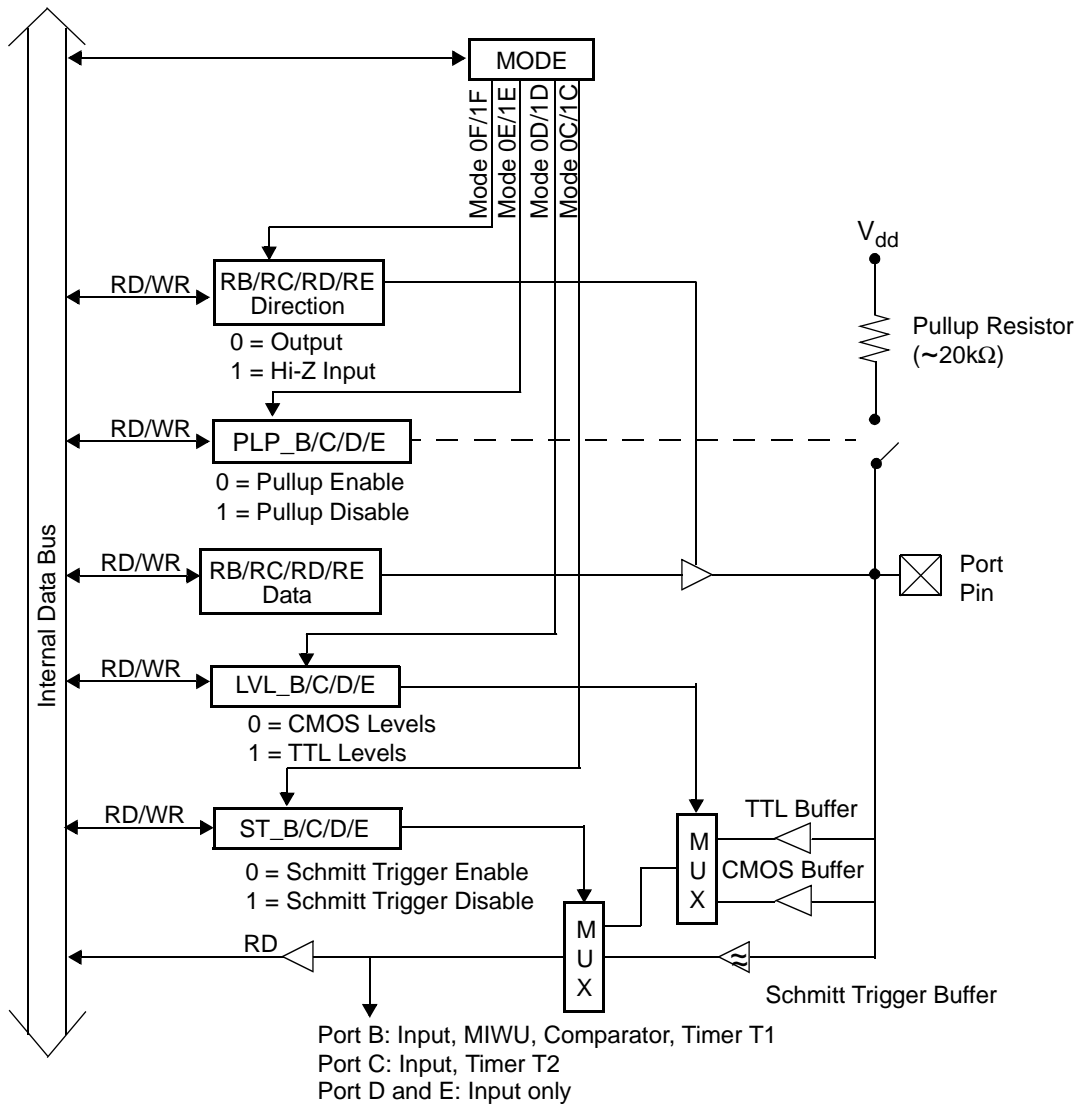 MODE
Mode 0F/1F
Mode 0E/1E
Mode 0D/1D
Mode 0C/1C
Vdd
RD/WR
RB/RC/RD/RE
Direction
0 = Output
1 = Hi-Z Input
Pullup Resistor
(~20kΩ)
RD/WR
PLP_B/C/D/E
0 = Pullup Enable
1 = Pullup Disable
Internal Data Bus
RD/WR
RB/RC/RD/RE
Data
Port
Pin
RD/WR
LVL_B/C/D/E
0 = CMOS Levels
1 = TTL Levels
RD/WR
ST_B/C/D/E
0 = Schmitt Trigger Enable
1 = Schmitt Trigger Disable
MUX
TTL Buffer
CMOS Buffer
MUX
RD
≈
Schmitt Trigger Buffer
Port B: Input, MIWU, Comparator, Timer T1
Port C: Input, Timer T2
Port D and E: Input only